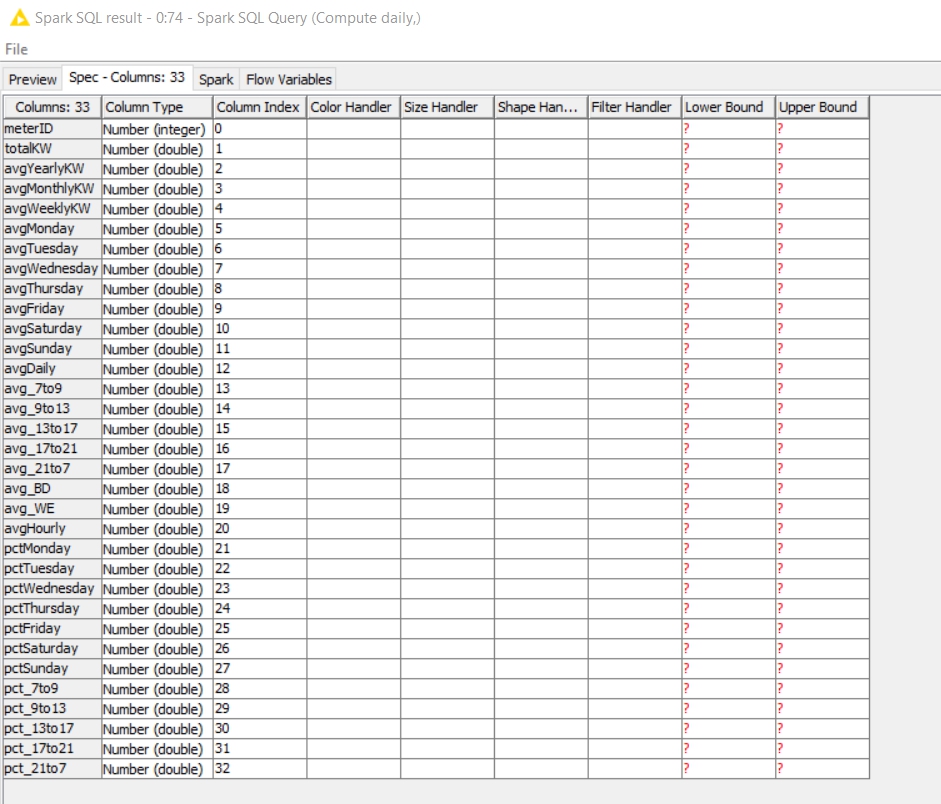 Spark SQL result - 0:74 - Spark SQL Query (Compute daily,)
File
Preview Spec - Columns: 33 Spark Flow Variables
Columns: 33 Column Type Column Index Color Handler Size Handler Shape Han... Filter Handler Lower Bound Upper Bound
meterID Number (integer) 0 ? ?
totalKW Number (double) 1 ? ?
avgYearlyKW Number (double) 2 ? ?
avgMonthlyKW Number (double) 3 ? ?
avgWeeklyKW Number (double) 4 ? ?
avgMonday Number (double) 5 ? ?
avgTuesday Number (double) 6 ? ?
avgWednesday Number (double) 7 ? ?
avgThursday Number (double) 8 ? ?
avgFriday Number (double) 9 ? ?
avgSaturday Number (double) 10 ? ?
avgSunday Number (double) 11 ? ?
avgDaily Number (double) 12 ? ?
avg_7to9 Number (double) 13 ? ?
avg_9to13 Number (double) 14 ? ?
avg_13to17 Number (double) 15 ? ?
avg_17to21 Number (double) 16 ? ?
avg_21to7 Number (double) 17 ? ?
avg_BD Number (double) 18 ? ?
avg_WE Number (double) 19 ? ?
avgHourly Number (double) 20 ? ?
pctMonday Number (double) 21 ? ?
pctTuesday Number (double) 22 ? ?
pctWednesday Number (double) 23 ? ?
pctThursday Number (double) 24 ? ?
pctFriday Number (double) 25 ? ?
pctSaturday Number (double) 26 ? ?
pctSunday Number (double) 27 ? ?
pct_7to9 Number (double) 28 ? ?
pct_9to13 Number (double) 29 ? ?
pct_13to17 Number (double) 30 ? ?
pct_17to21 Number (double) 31 ? ?
pct_21to7 Number (double) 32 ? ?